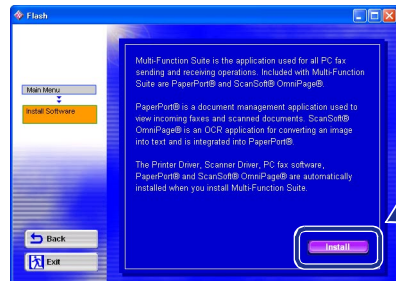 Flash
Multi-Function Suite is the application used for all PC fax
sending and receiving operations. Included with Multi-Function
Suite are PaperPort® and ScanSoft® OmniPage®.
Main Menu
Install Software
PaperPort® is a document management application used to
view incoming faxes and scanned documents. ScanSoft®
OmniPage® is an OCR application for converting an image
into text and is integrated into PaperPort®.
The Printer Driver, Scanner Driver, PC fax software,
PaperPort® and ScanSoft® OmniPage® are automatically
installed when you install Multi-Function Suite.
Back
Install
Exit